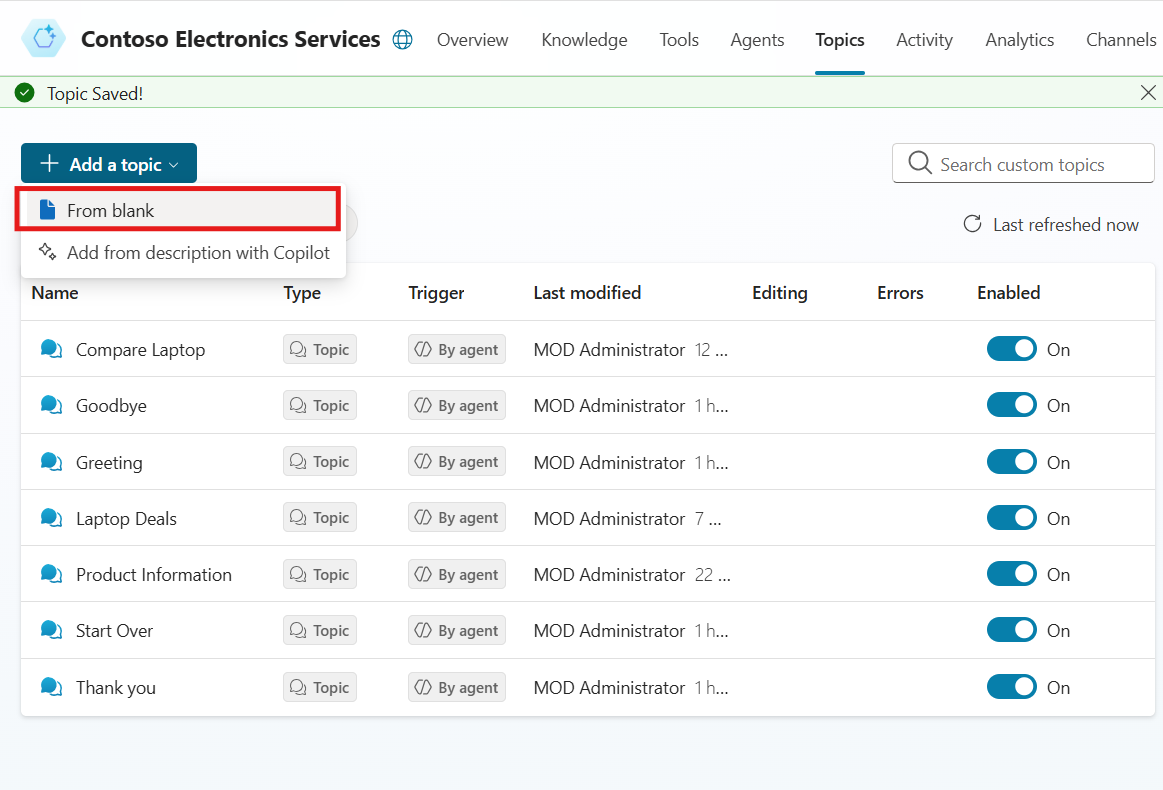 Contoso Electronics Services Overview Knowledge Tools Agents Topics Activity Analytics Channels
Topic Saved!
Add a topic
Search custom topics
From blank
Last refreshed now
Add from description with Copilot
Name Type Trigger Last modified Editing Errors Enabled
Compare Laptop Topic By agent MOD Administrator 12 ... On
Goodbye Topic By agent MOD Administrator 1 h... On
Greeting Topic By agent MOD Administrator 1 h... On
Laptop Deals Topic By agent MOD Administrator 7 ... On
Product Information Topic By agent MOD Administrator 22 ... On
Start Over Topic By agent MOD Administrator 1 h... On
Thank you Topic By agent MOD Administrator 1 h... On